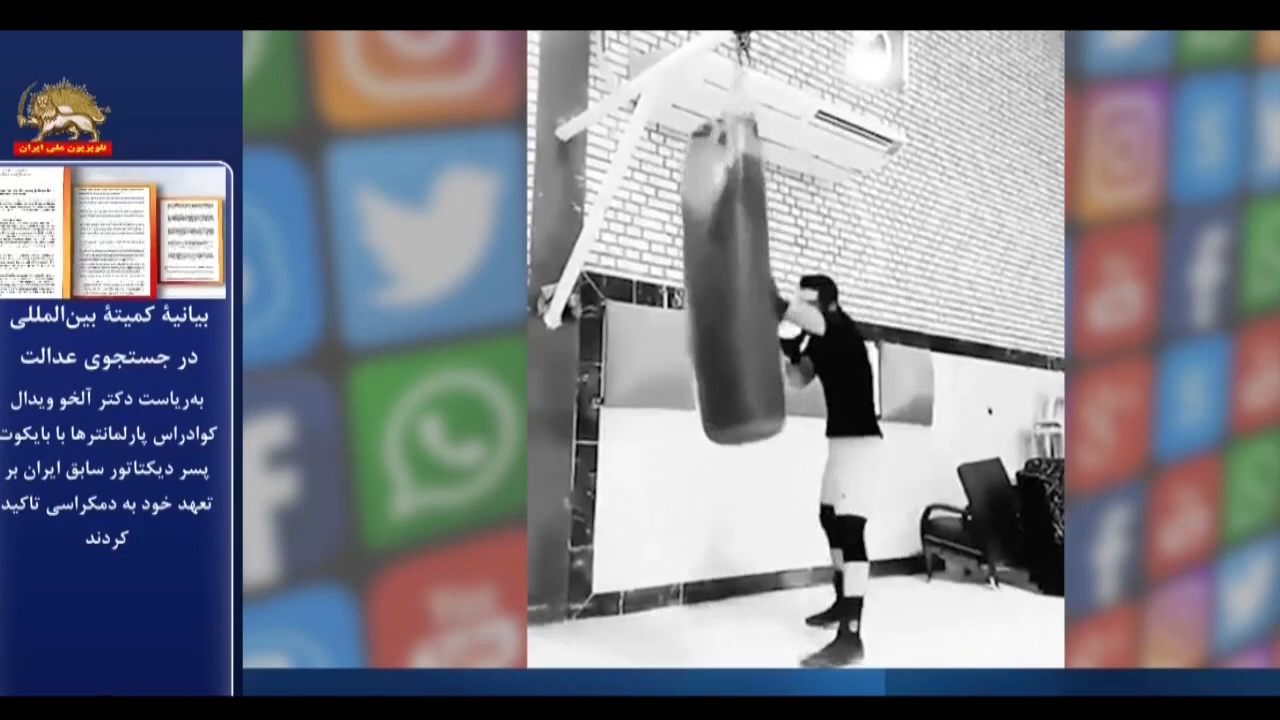 تلویزیون ملی ایران
بیانیهٔ کمیتهٔ بین‌المللی
در جستجوی عدالت
به‌ریاست دکتر آلخو ویدال
کوادراس پارلمانترها با بایکوت
پسر دیکتاتور سابق ایران بر
تعهد خود به دمکراسی تاکید
کردند